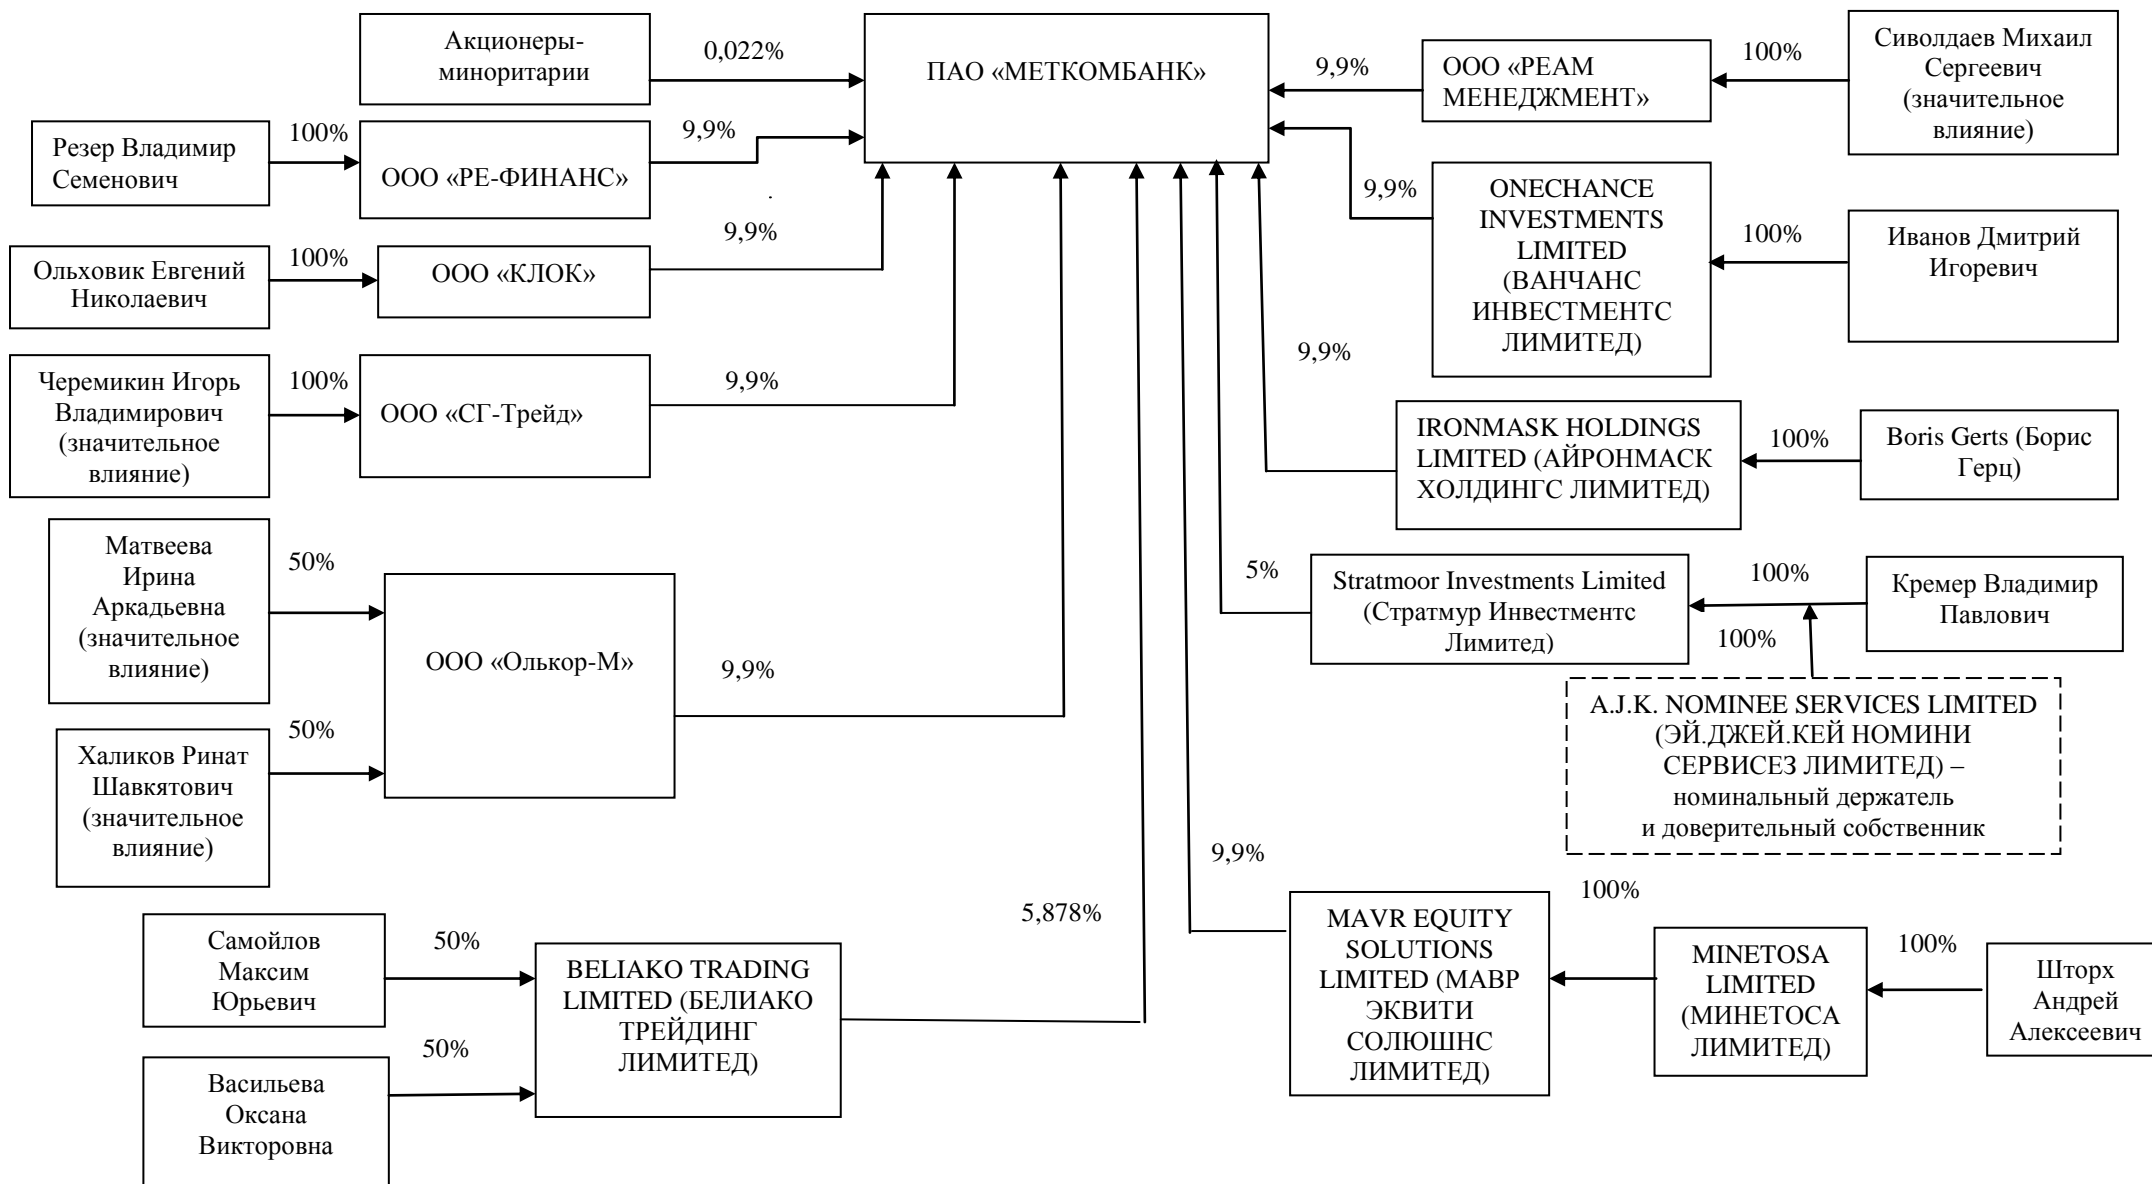 Акционеры-
миноритарии
0,022%
ПАО «МЕТКОМБАНК»
9,9%
ООО «РЕАМ
МЕНЕДЖМЕНТ»
100%
Сиволдаев Михаил
Сергеевич
(значительное
влияние)
Резер Владимир
Семенович
100%
ООО «РЕ-ФИНАНС»
9,9%
.
9,9%
ONECHANCE
INVESTMENTS
LIMITED
(ВАНЧАНС
ИНВЕСТМЕНТС
ЛИМИТЕД)
100%
Иванов Дмитрий
Игоревич
Ольховик Евгений
Николаевич
100%
ООО «КЛОК»
9,9%
Черемикин Игорь
Владимирович
(значительное
влияние)
100%
ООО «СГ-Трейд»
9,9%
9,9%
IRONMASK HOLDINGS
LIMITED (АЙРОНМАСК
ХОЛДИНГС ЛИМИТЕД)
100%
Boris Gerts (Борис
Герц)
Матвеева
Ирина
Аркадьевна
(значительное
влияние)
50%
ООО «Олькор-М»
9,9%
Халиков Ринат
Шавкятович
(значительное
влияние)
50%
5%
Stratmoor Investments Limited
(Стратмур Инвестментс
Лимитед)
100%
100%
Кремер Владимир
Павлович
A.J.K. NOMINEE SERVICES LIMITED
(ЭЙ.ДЖЕЙ.КЕЙ НОМИНИ
СЕРВИСЕЗ ЛИМИТЕД) –
номинальный держатель
и доверительный собственник
Самойлов
Максим
Юрьевич
50%
BELIAKO TRADING
LIMITED (БЕЛИАКО
ТРЕЙДИНГ
ЛИМИТЕД)
5,878%
Васильева
Оксана
Викторовна
50%
9,9%
MAVR EQUITY
SOLUTIONS
LIMITED (МАВР
ЭКВИТИ
СОЛЮШНС
ЛИМИТЕД)
100%
MINETOSA
LIMITED
(МИНЕТОСА
ЛИМИТЕД)
100%
Шторх
Андрей
Алексеевич